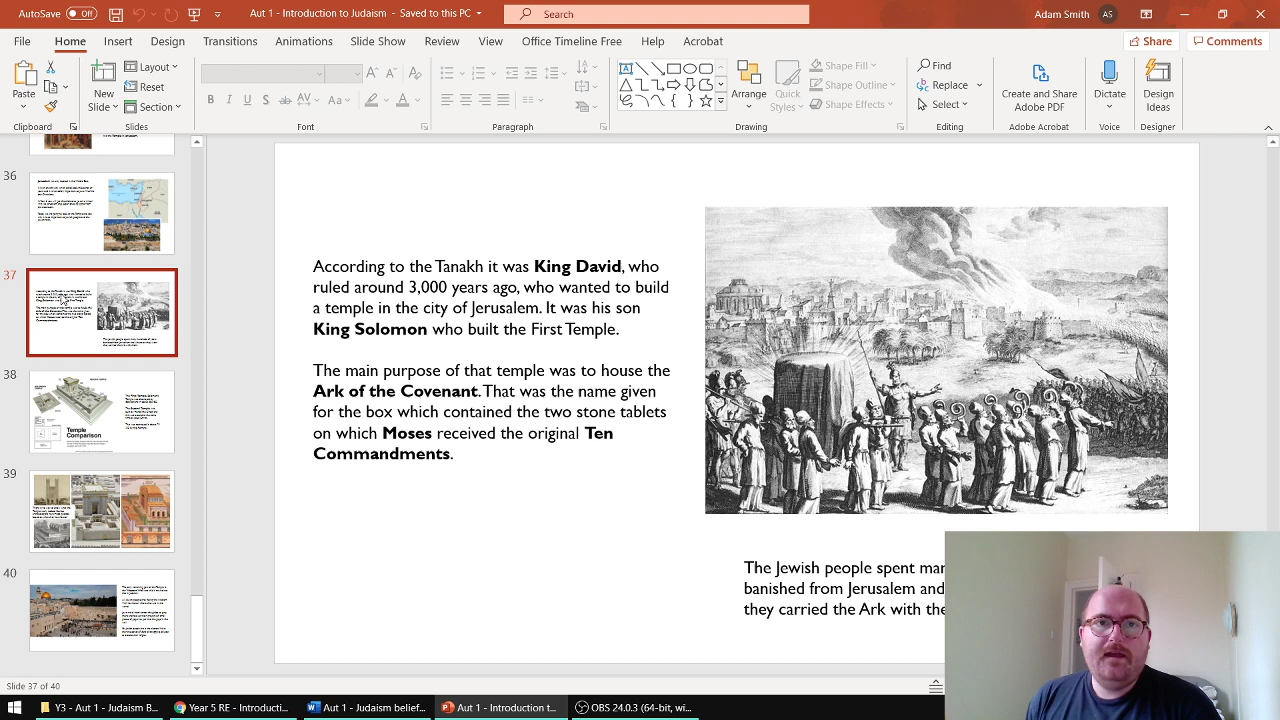 AutoSave Off Aut 1 - Introduction to Judaism - Saved to this PC Search Adam Smith AS
File Home Insert Design Transitions Animations Slide Show Review View Office Timeline Free Help Acrobat Share Comments
Paste New Slide Layout Reset Section
Arrange Quick Styles Shape Fill Shape Outline Shape Effects
Find Replace Select
Create and Share Adobe PDF Dictate Design Ideas
Clipboard Slides Font Paragraph Drawing Editing Adobe Acrobat Voice Designer
36
37
38
Temple Comparison
39
40
According to the Tanakh it was King David, who
ruled around 3,000 years ago, who wanted to build
a temple in the city of Jerusalem. It was his son
King Solomon who built the First Temple.
The main purpose of that temple was to house the
Ark of the Covenant. That was the name given
for the box which contained the two stone tablets
on which Moses received the original Ten
Commandments.
The Jewish people spent
banished from Jerusalem and
they carried the Ark with
Slide 37 of 40
Y3 - Aut 1 - Judaism B... Year 5 RE - Introducti... Aut 1 - Judaism belief... Aut 1 - Introduction t... OBS 24.0.3 (64-bit, wi...